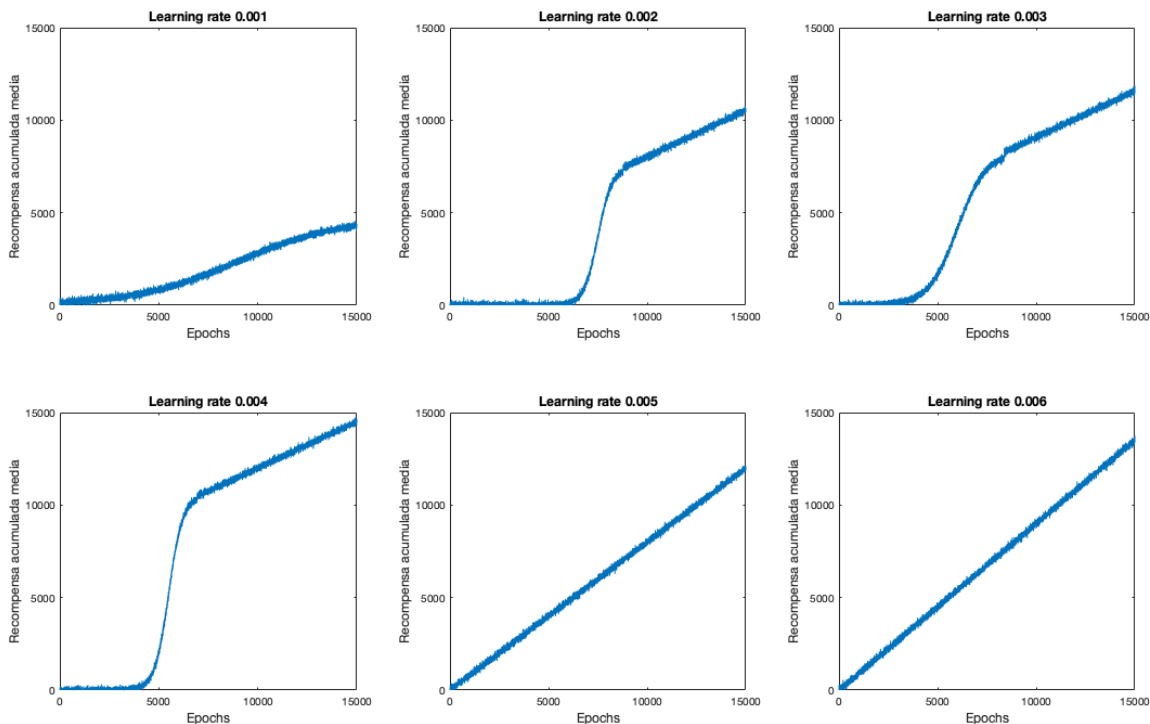 Learning rate 0.001
15000
10000
5000
0
Recompensa acumulada media
0 5000 10000 15000
Epochs
Learning rate 0.002
15000
10000
5000
0
Recompensa acumulada media
0 5000 10000 15000
Epochs
Learning rate 0.003
15000
10000
5000
0
Recompensa acumulada media
0 5000 10000 15000
Epochs
Learning rate 0.004
15000
10000
5000
0
Recompensa acumulada media
0 5000 10000 15000
Epochs
Learning rate 0.005
15000
10000
5000
0
Recompensa acumulada media
0 5000 10000 15000
Epochs
Learning rate 0.006
15000
10000
5000
0
Recompensa acumulada media
0 5000 10000 15000
Epochs